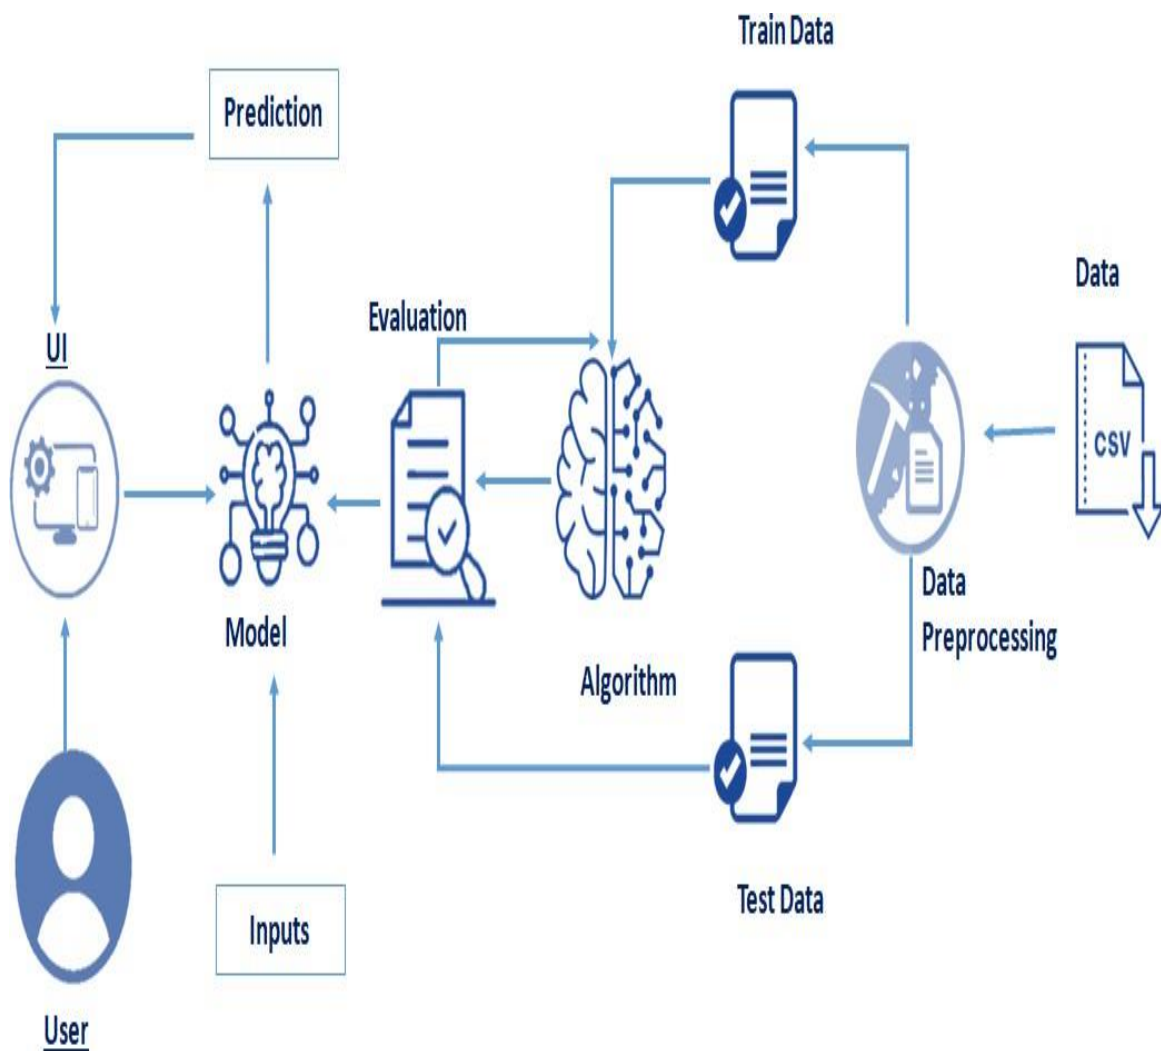 Train Data
Prediction
Data
Evaluation
UI
CSV
Data
Preprocessing
Model
Algorithm
Test Data
Inputs
User